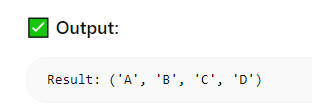 ✅ Output:
Result: ('A', 'B', 'C', 'D')